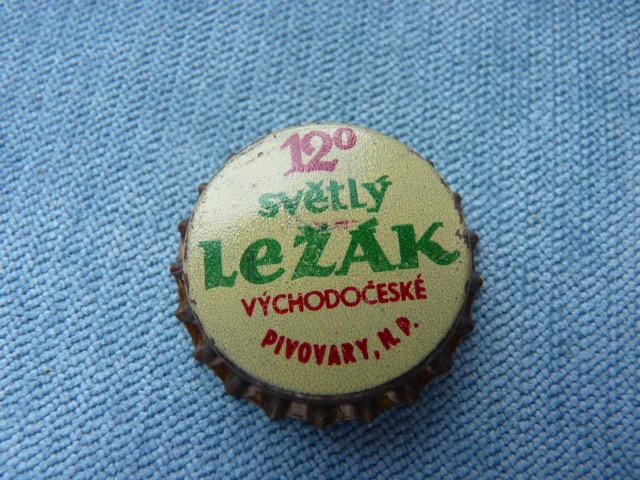 12°
světlý
LežÁK
VÝCHODOČESKÉ
PIVOVARY, N. P.